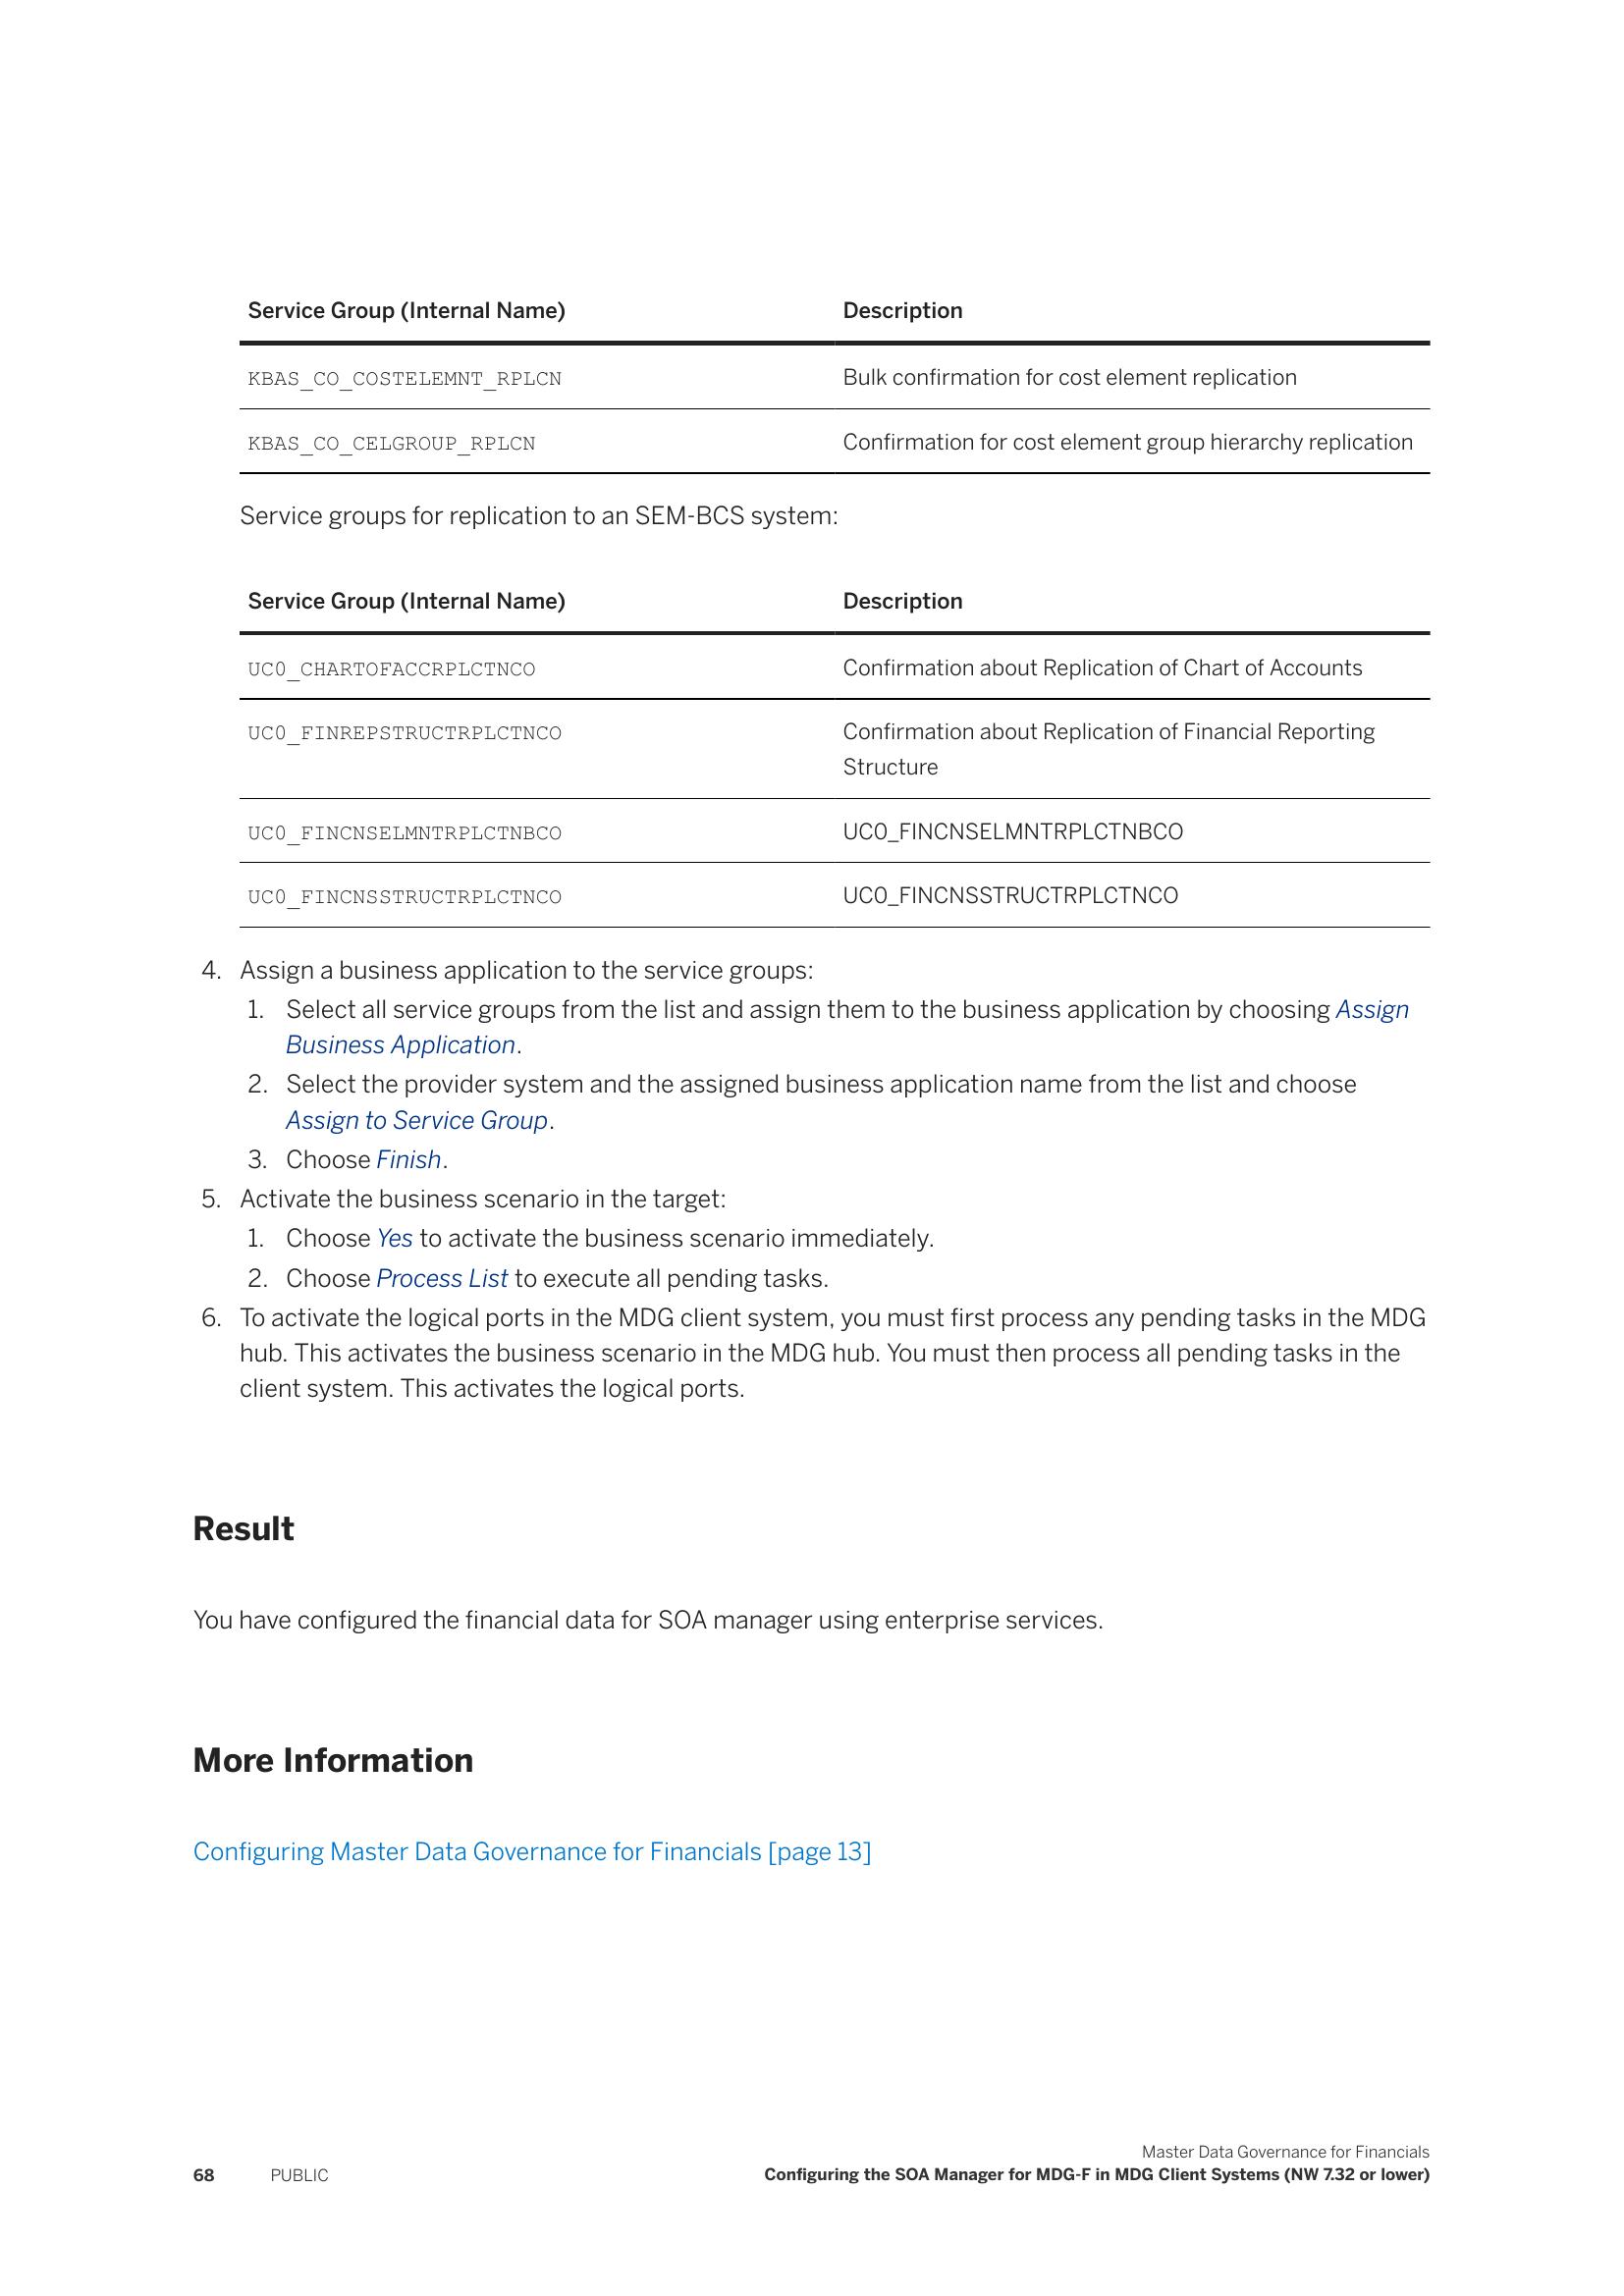 Service Group (Internal Name) Description
KBAS_CO_COSTELEMNT_RPLCN Bulk confirmation for cost element replication
KBAS_CO_CELGROUP_RPLCN Confirmation for cost element group hierarchy replication
Service groups for replication to an SEM-BCS system:
Service Group (Internal Name) Description
UC0_CHARTOFACCRPLCTNCO Confirmation about Replication of Chart of Accounts
UC0_FINREPSTRUCTRPLCTNCO Confirmation about Replication of Financial Reporting
Structure
UC0_FINCNSELMNTRPLCTNBCO UC0_FINCNSELMNTRPLCTNBCO
UC0_FINCNSSTRUCTRPLCTNCO UC0_FINCNSSTRUCTRPLCTNCO
4. Assign a business application to the service groups:
1. Select all service groups from the list and assign them to the business application by choosing Assign
Business Application.
2. Select the provider system and the assigned business application name from the list and choose
Assign to Service Group.
3. Choose Finish.
5. Activate the business scenario in the target:
1. Choose Yes to activate the business scenario immediately.
2. Choose Process List to execute all pending tasks.
6. To activate the logical ports in the MDG client system, you must first process any pending tasks in the MDG
hub. This activates the business scenario in the MDG hub. You must then process all pending tasks in the
client system. This activates the logical ports.
Result
You have configured the financial data for SOA manager using enterprise services.
More Information
Configuring Master Data Governance for Financials [page 13]
Master Data Governance for Financials
68 PUBLIC Configuring the SOA Manager for MDG-F in MDG Client Systems (NW 7.32 or lower)